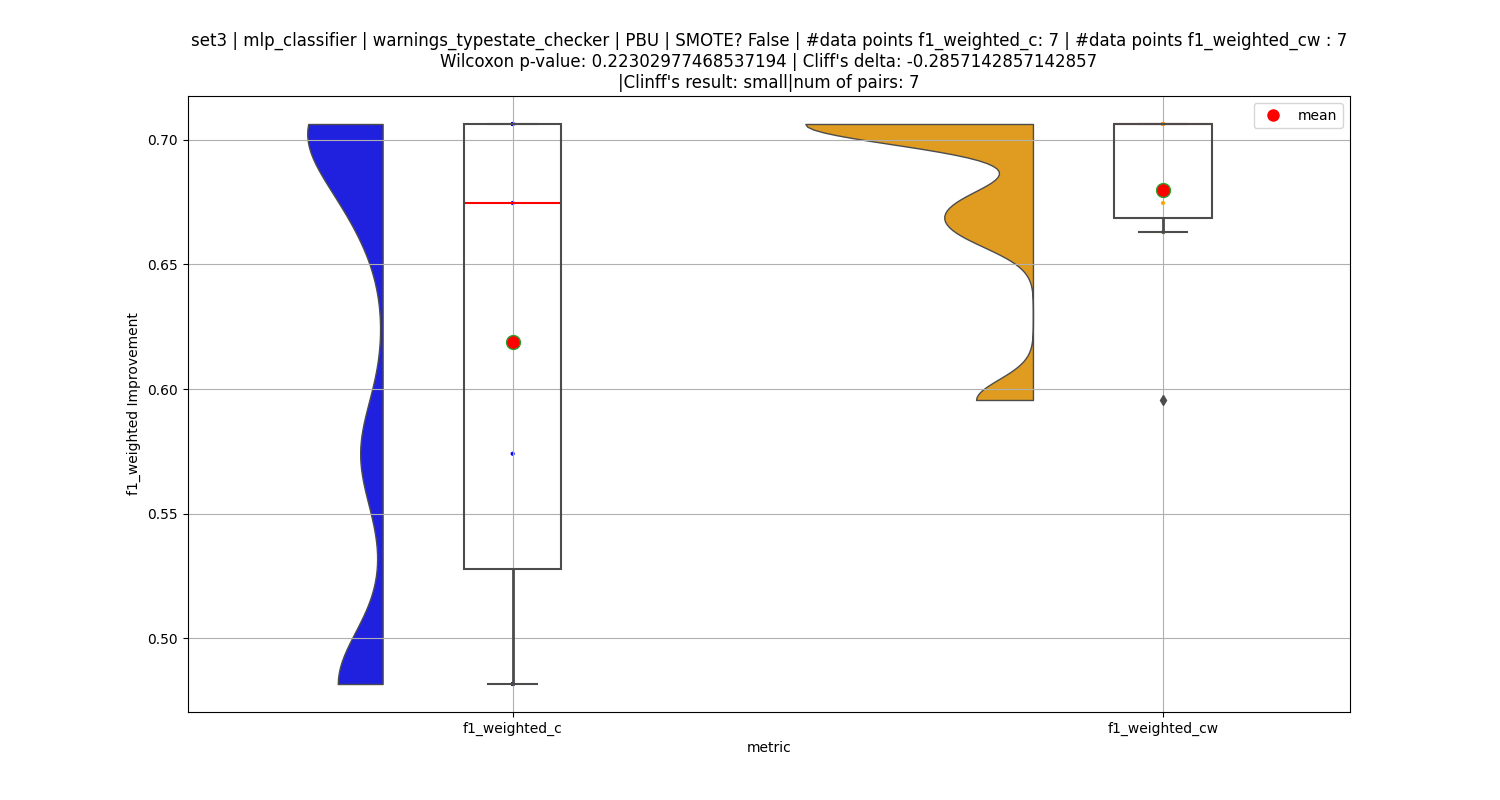 set3 | mlp_classifier | warnings_typestate_checker | PBU | SMOTE? False | #data points f1_weighted_c: 7 | #data points f1_weighted_cw : 7
Wilcoxon p-value: 0.22302977468537194 | Cliff's delta: -0.2857142857142857
|Clinff's result: small|num of pairs: 7
mean
0.70
0.65
0.60
0.55
0.50
f1_weighted Improvement
f1_weighted_c
f1_weighted_cw
metric